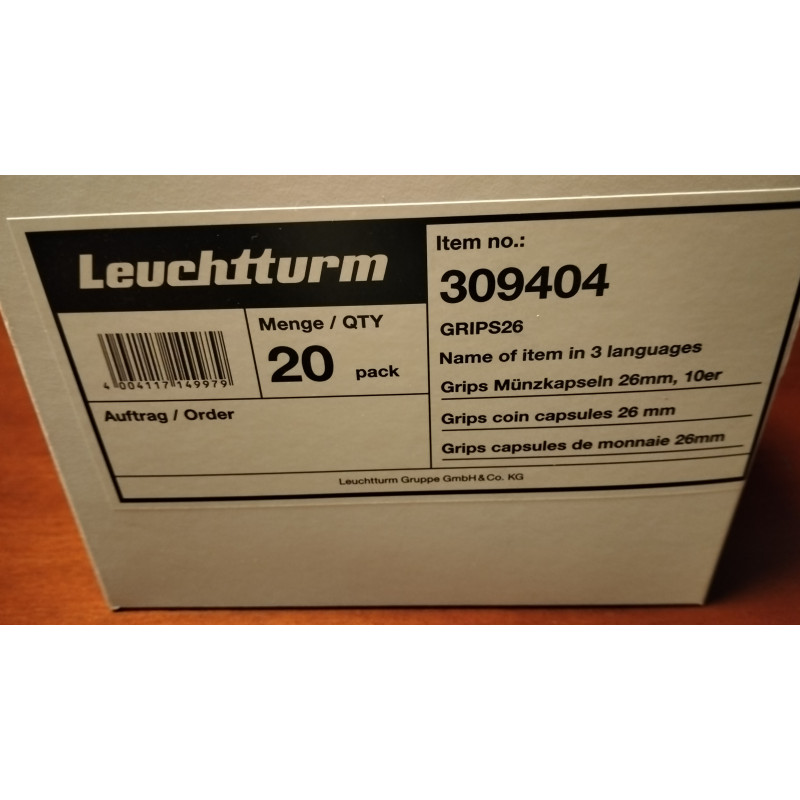 Leuchtturm
4 004117 149979
Menge / QTY
20 pack
Auftrag / Order
Item no.:
309404
GRIPS26
Name of item in 3 languages
Grips Münzkapseln 26mm, 10er
Grips coin capsules 26 mm
Grips capsules de monnaie 26mm
Leuchtturm Gruppe GmbH & Co. KG